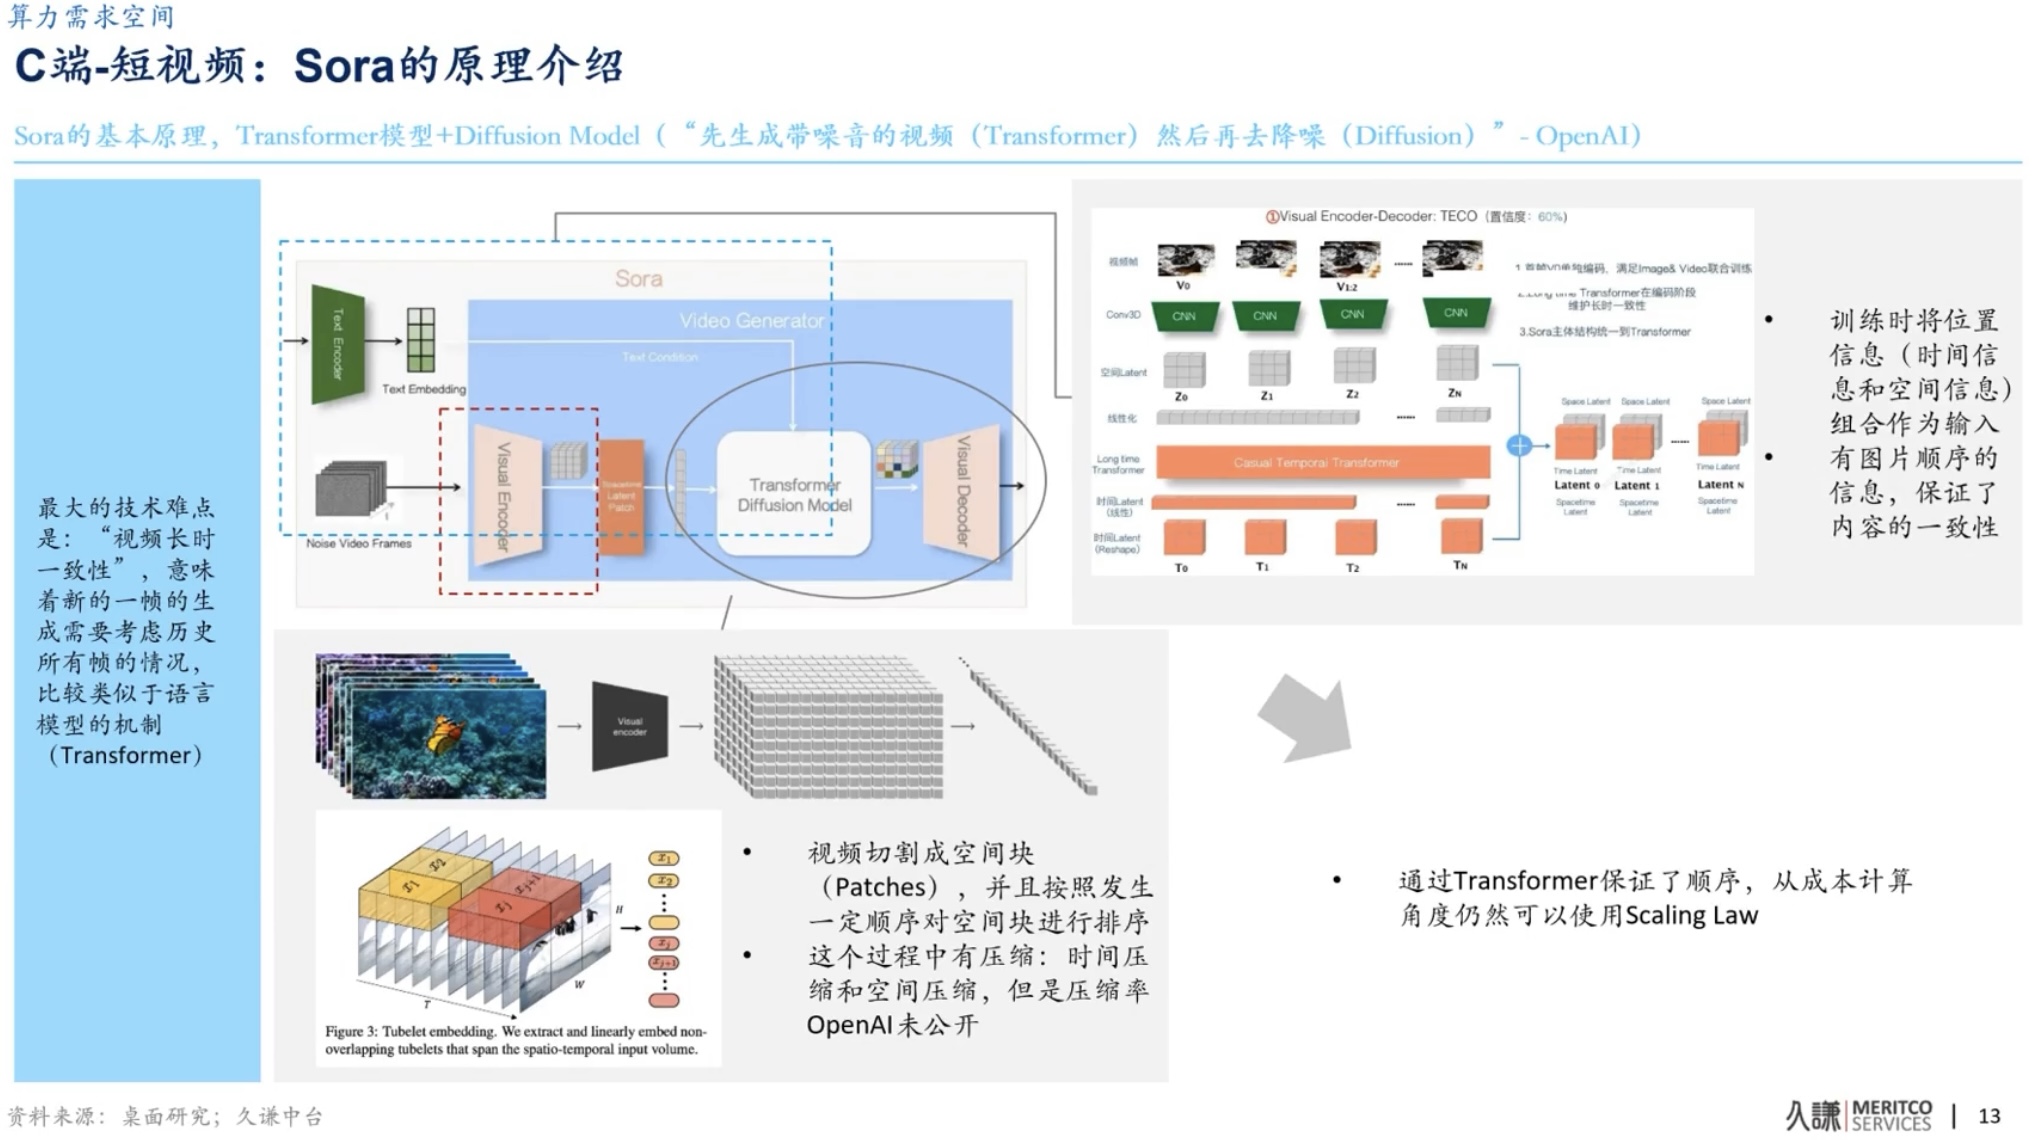 算力需求空间
C端-短视频：Sora的原理介绍
Sora的基本原理，Transformer模型+Diffusion Model（“先生成带噪音的视频（Transformer）然后再去降噪（Diffusion）”- OpenAI）
最大的技术难点
是：“视频长时
一致性”，意味
着新的一帧的生
成需要考虑历史
所有帧的情况，
比较类似于语言
模型的机制
（Transformer）
Sora
Video Generator
Text Encoder
Text Condition
Text Embedding
Visual Encoder
Spacetime
Latent
Patch
Transformer
Diffusion Model
Visual Decoder
Noise Video Frames
①Visual Encoder-Decoder: TECO（置信度：60%）
视频帧
V0
V1:2
......
Conv3D
CNN
CNN
CNN
CNN
空间Latent
Z0
Z1
Z2
ZN
线性化
......
Long time
Transformer
Casual Temporal Transformer
时间Latent
(线性)
......
时间Latent
(Reshape)
T0
T1
T2
TN
单独编码，满足Image& Video联合训练
Transformer在编码阶段
维护长时一致性
3.Sora主体结构统一到Transformer
Space Latent
Space Latent
Space Latent
......
Time Latent
Time Latent
Time Latent
Latent 0
Latent 1
Latent N
Spacetime
Latent
Spacetime
Latent
Spacetime
Latent
• 训练时将位置
信息（时间信
息和空间信息）
组合作为输入
• 有图片顺序的
信息，保证了
内容的一致性
Visual
encoder
x1
x2
xj
xj+1
H
W
T
x1
x2
xj
xj+1
Figure 3: Tubelet embedding. We extract and linearly embed non-
overlapping tubelets that span the spatio-temporal input volume.
• 视频切割成空间块
（Patches），并且按照发生
一定顺序对空间块进行排序
• 这个过程中有压缩：时间压
缩和空间压缩，但是压缩率
OpenAI未公开
• 通过Transformer保证了顺序，从成本计算
角度仍然可以使用Scaling Law
资料来源：桌面研究；久谦中台
久謙 MERITCO
SERVICES
13